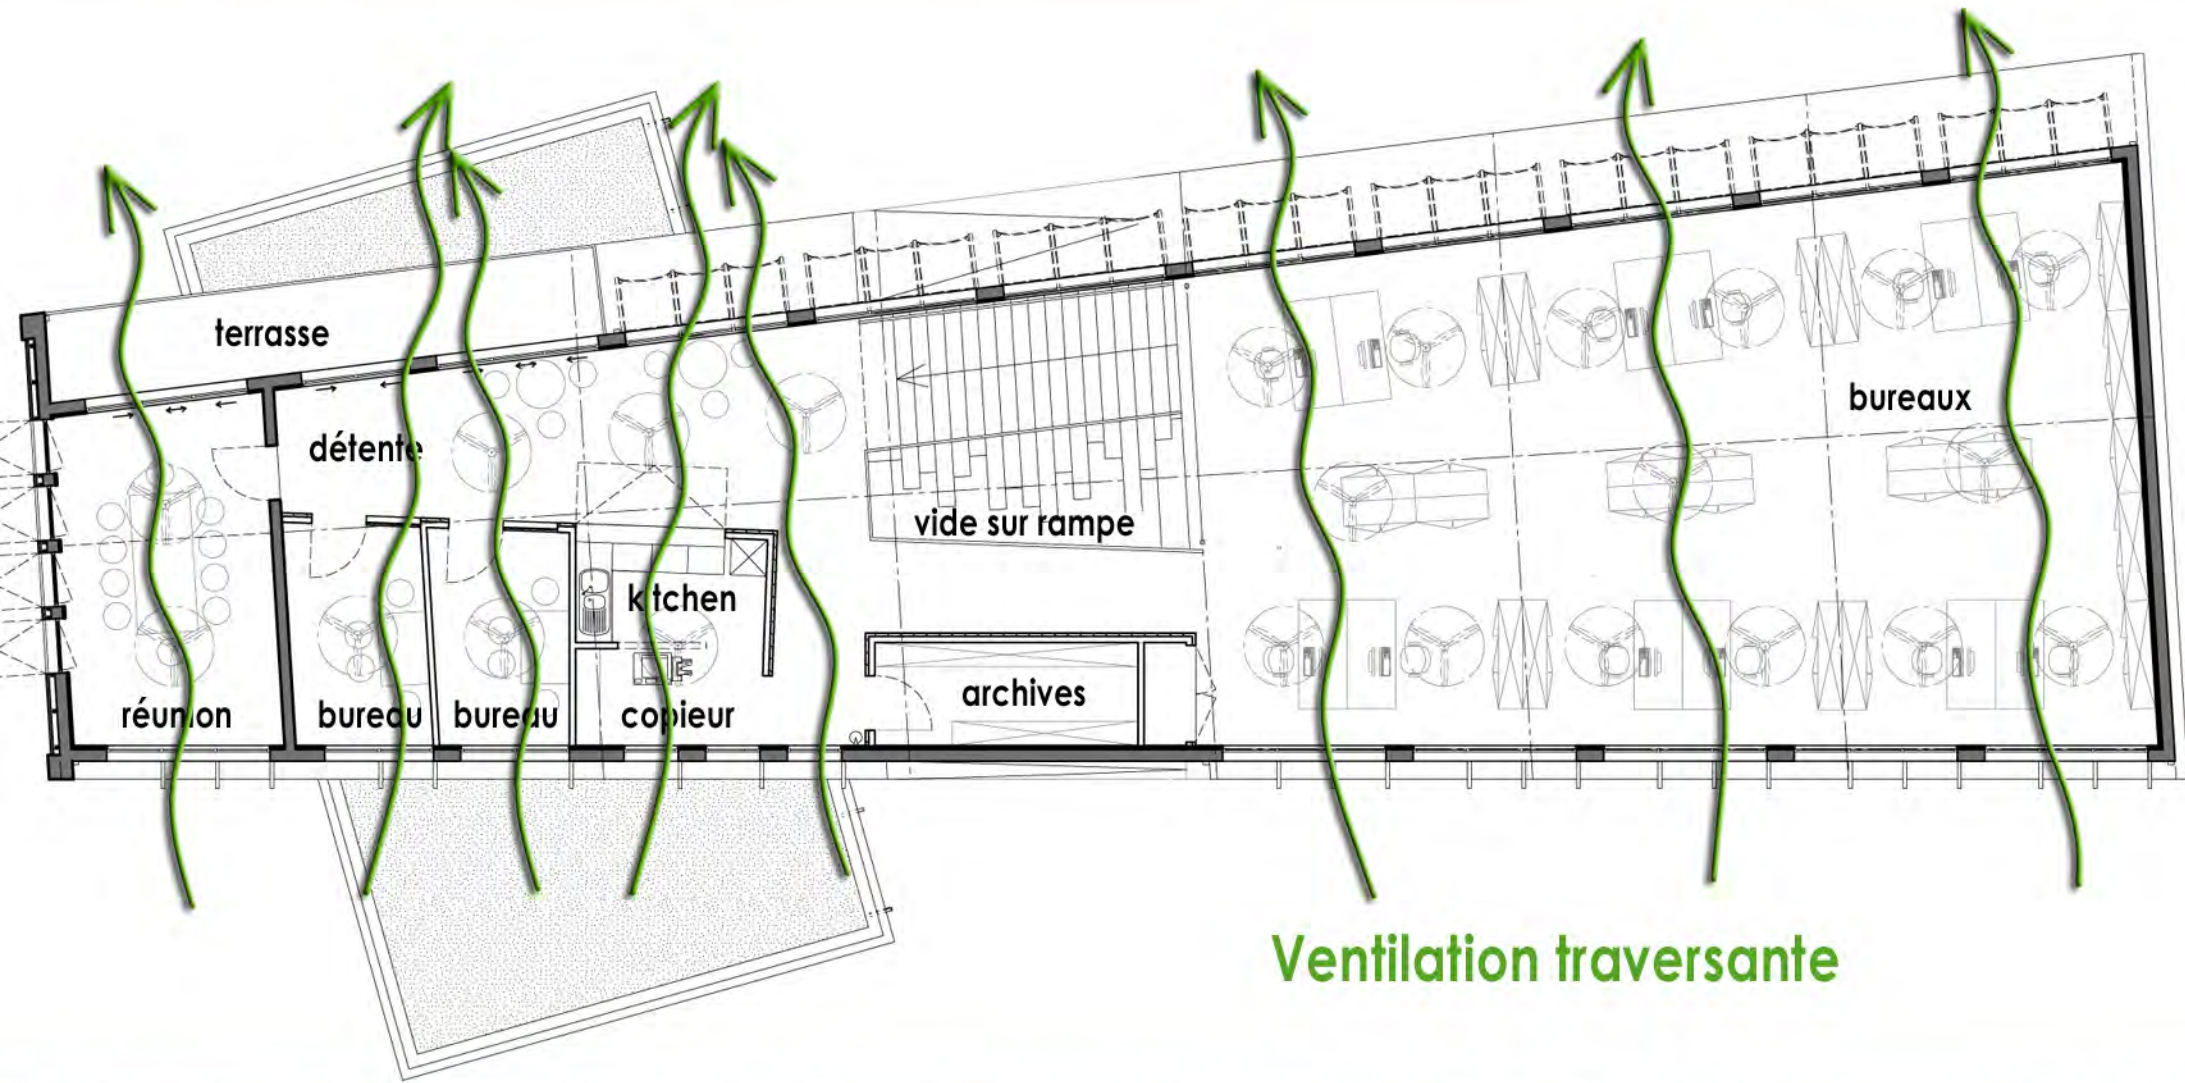 terrasse
détente
bureaux
vide sur rampe
kitchen
réunion
bureau
bureau
copieur
archives
Ventilation traversante